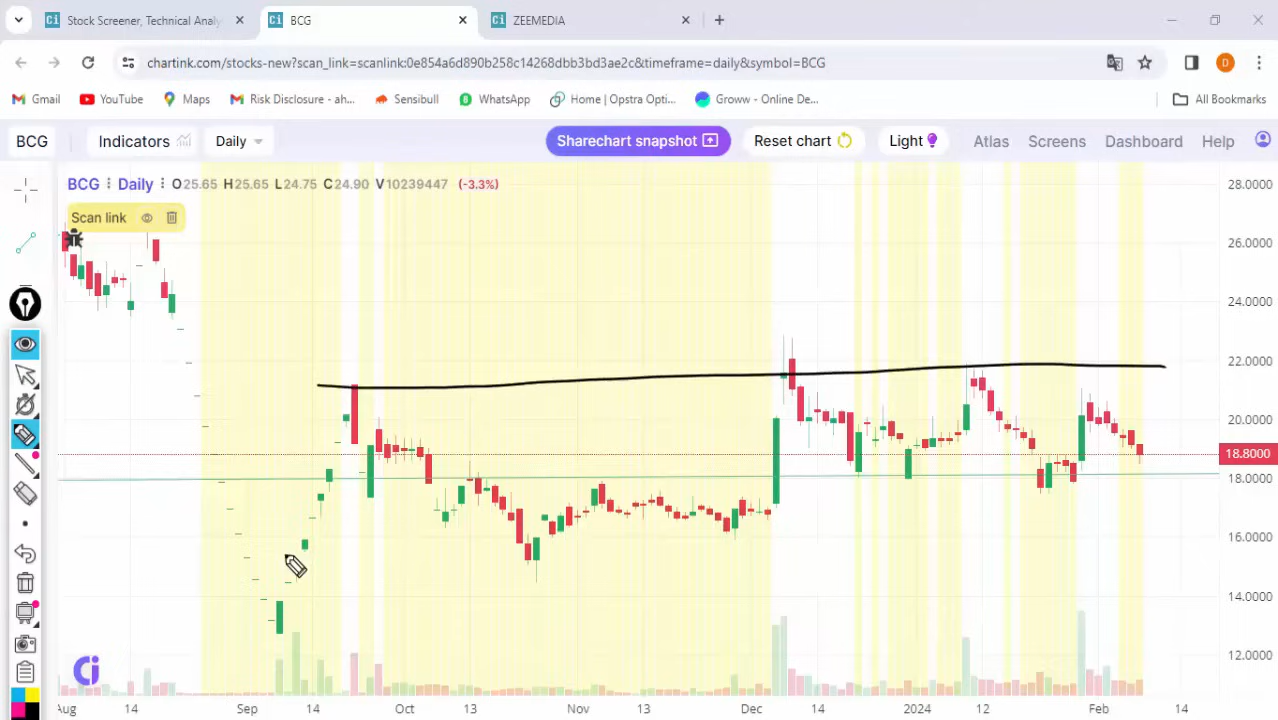 Stock Screener, Technical Analy
BCG
ZEEMEDIA
chartink.com/stocks-new?scan_link=scanlink:0e854a6d890b258c14268dbb3bd3ae2c&timeframe=daily&symbol=BCG
D
Gmail YouTube Maps Risk Disclosure - ah... Sensibull WhatsApp Home | Opstra Opti... Groww - Online De... All Bookmarks
BCG Indicators Daily Sharechart snapshot Reset chart Light Atlas Screens Dashboard Help
BCG Daily O25.65 H25.65 L24.75 C24.90 V10239447 (-3.3%)
Scan link
28.0000
26.0000
24.0000
22.0000
20.0000
18.8000
18.0000
16.0000
14.0000
12.0000
Ci
Aug 14 Sep 14 Oct 13 Nov 13 Dec 14 2024 12 Feb 14